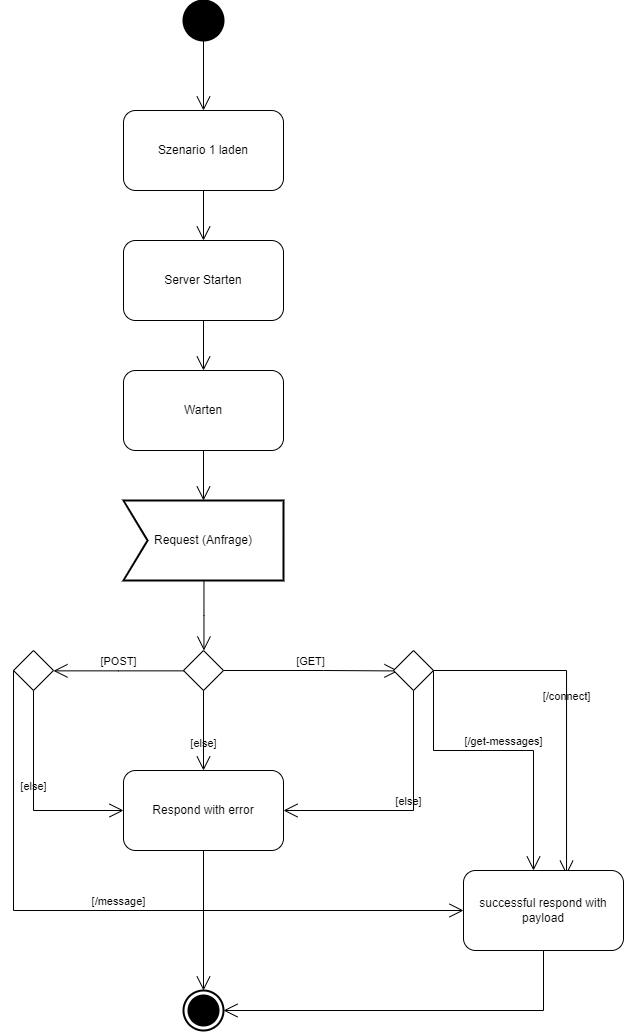 Szenario 1 laden
Server Starten
Warten
Request (Anfrage)
[POST]
[GET]
[/connect]
[else]
[/get-messages]
[else]
[else]
Respond with error
[/message]
successful respond with
payload